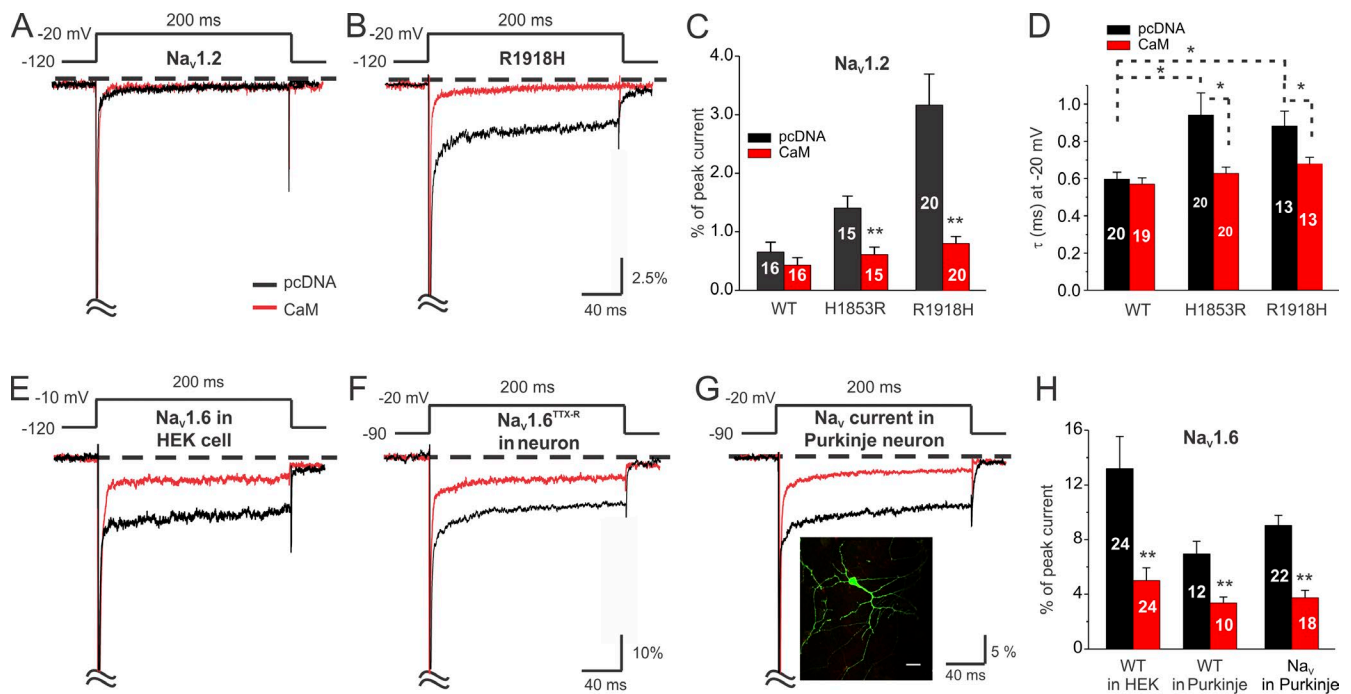 A
200 ms
-20 mV
-120
Nav1.2
pcDNA
CaM
B
200 ms
-20 mV
-120
R1918H
2.5%
40 ms
C
4.0
3.0
2.0
1.0
0.0
% of peak current
Nav1.2
pcDNA
CaM
16
16
15
**
15
20
**
20
WT
H1853R
R1918H
D
pcDNA
CaM
*
*
*
*
1.0
0.8
0.6
0.4
0.2
0.0
τ (ms) at -20 mV
20
19
20
20
13
13
WT
H1853R
R1918H
E
200 ms
-10 mV
-120
Nav1.6 in
HEK cell
F
200 ms
-20 mV
-90
Nav1.6TTX-R
in neuron
10%
40 ms
G
200 ms
-20 mV
-90
Nav current in
Purkinje neuron
5 %
40 ms
H
16
12
8
4
0
% of peak current
Nav1.6
24
**
24
12
**
10
22
**
18
WT
in HEK
WT
in Purkinje
Nav
in Purkinje